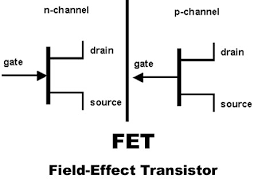 n-channel
p-channel
drain
gate
source
drain
gate
source
FET
Field-Effect Transistor